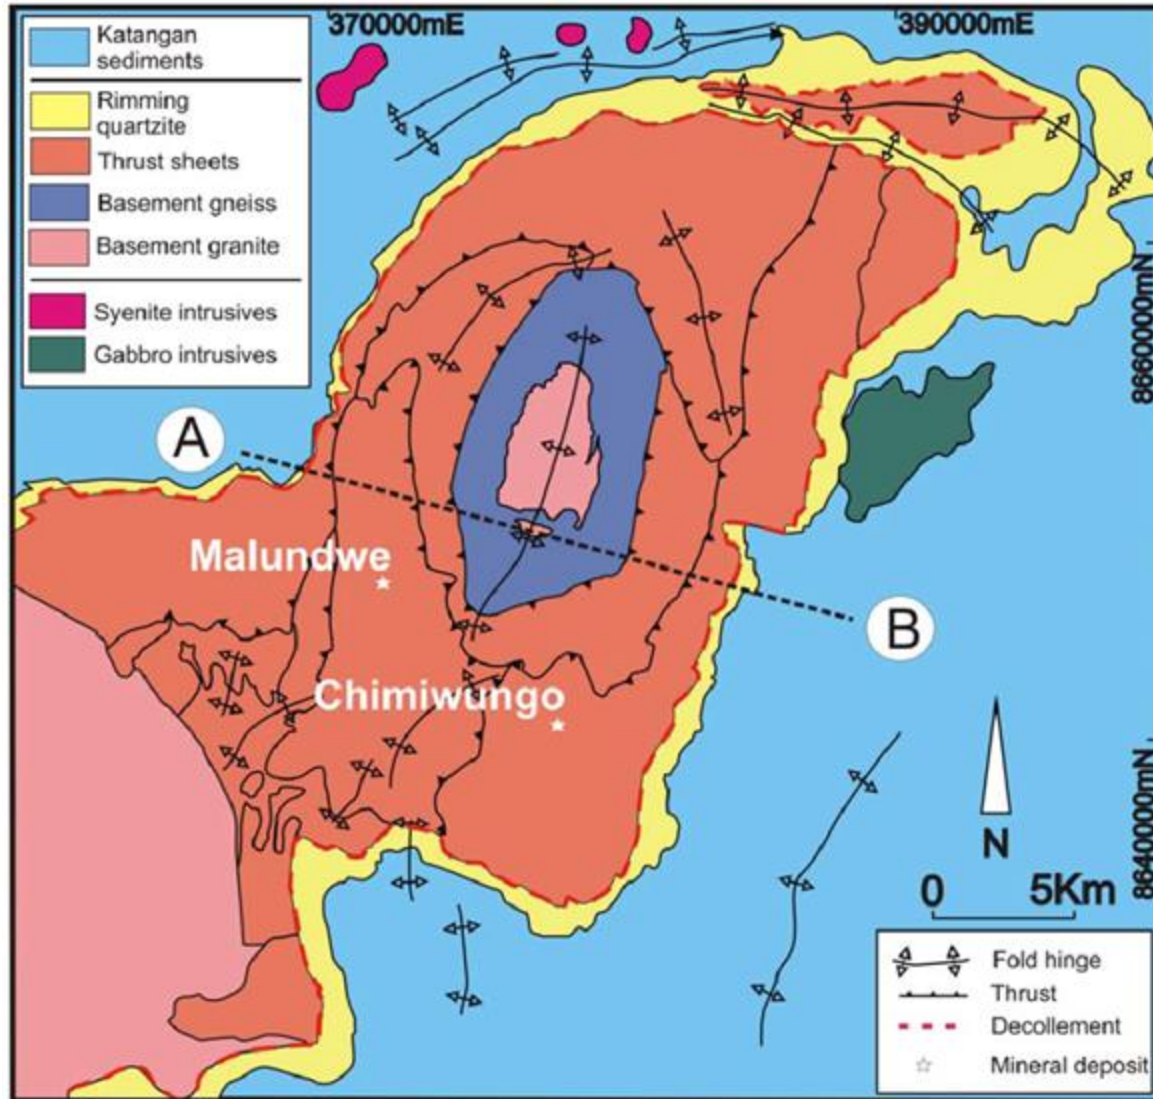 370000mE
390000mE
Katangan
sediments
Rimming
quartzite
Thrust sheets
Basement gneiss
Basement granite
Syenite intrusives
Gabbro intrusives
8660000mN
A
Malundwe
B
Chimiwungo
N
0 5Km
8640000mN
Fold hinge
Thrust
Decollement
Mineral deposit